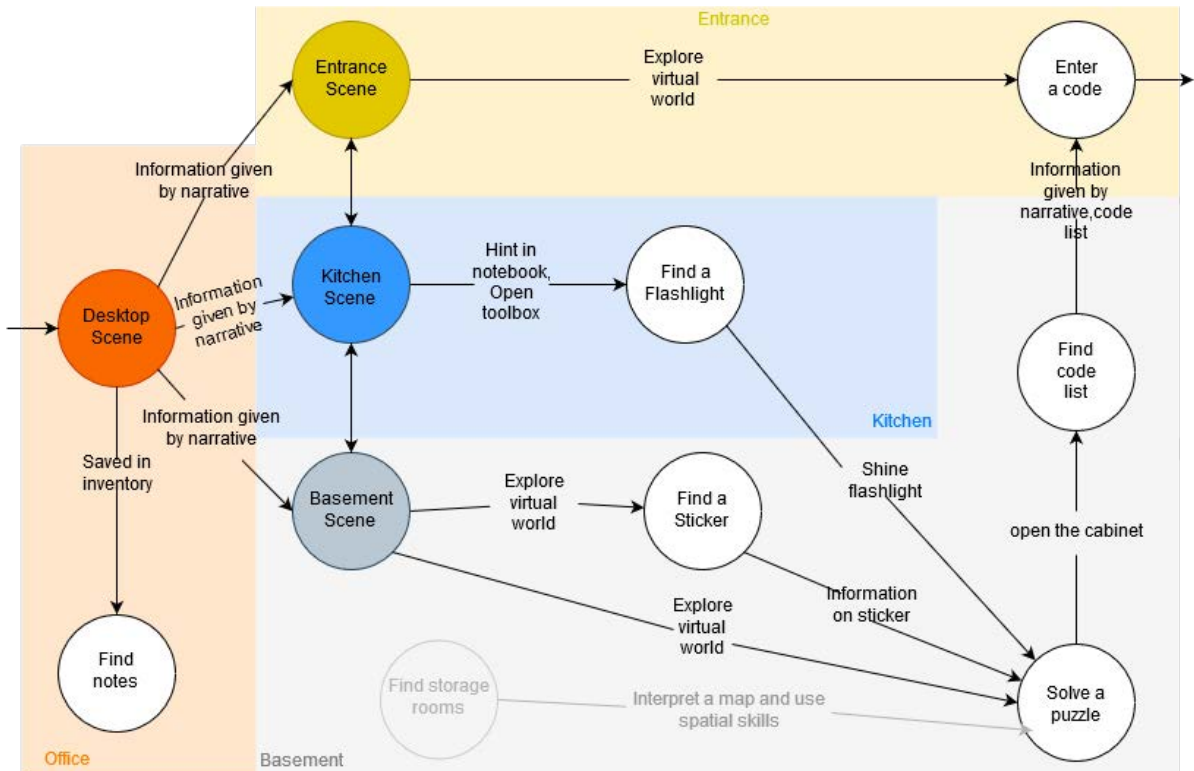 Entrance
Entrance
Scene
Explore
virtual
world
Enter
a code
Information given
by narrative
Information
given by
narrative,code
list
Kitchen
Scene
Hint in
notebook,
Open
toolbox
Find a
Flashlight
Information
given by
narrative
Desktop
Scene
Find
code
list
Information given
by narrative
Kitchen
Saved in
inventory
Shine
flashlight
Basement
Scene
Explore
virtual
world
Find a
Sticker
open the cabinet
Information
on sticker
Explore
virtual
world
Find
notes
Find storage
rooms
Interpret a map and use
spatial skills
Solve a
puzzle
Office
Basement